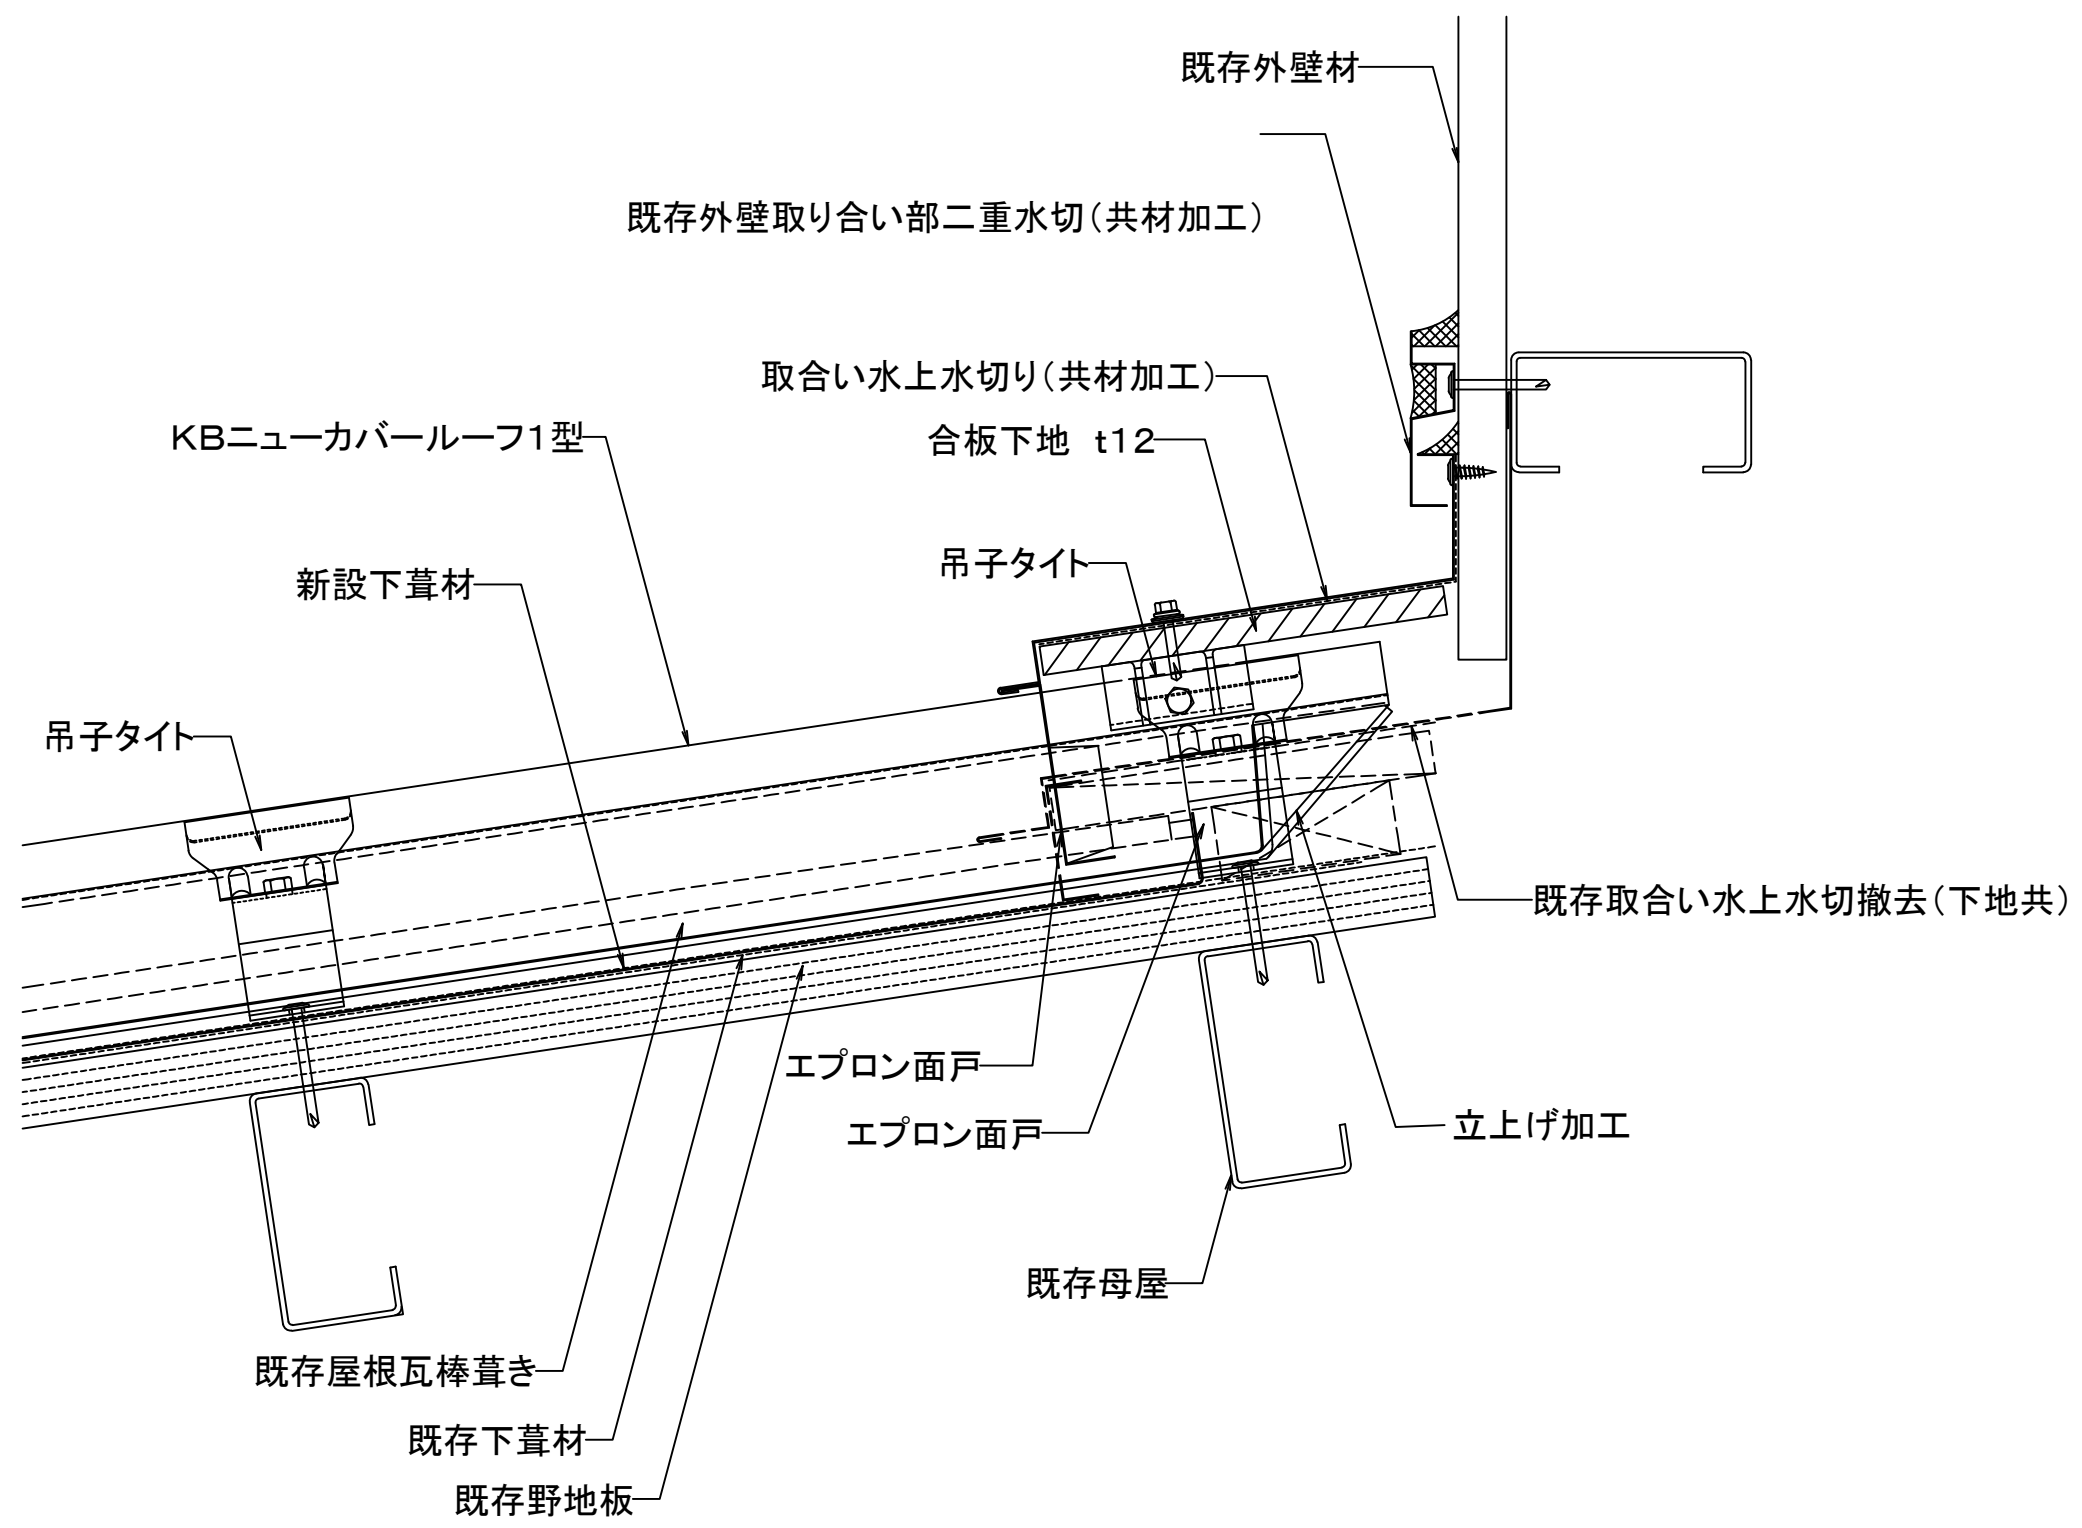 既存外壁材
既存外壁取り合い部二重水切（共材加工）
取合い水上水切り（共材加工）
KBニューカバールーフ1型
合板下地　t12
吊子タイト
新設下葺材
吊子タイト
既存取合い水上水切撤去（下地共）
エプロン面戸
エプロン面戸
立上げ加工
既存母屋
既存屋根瓦棒葺き
既存下葺材
既存野地板